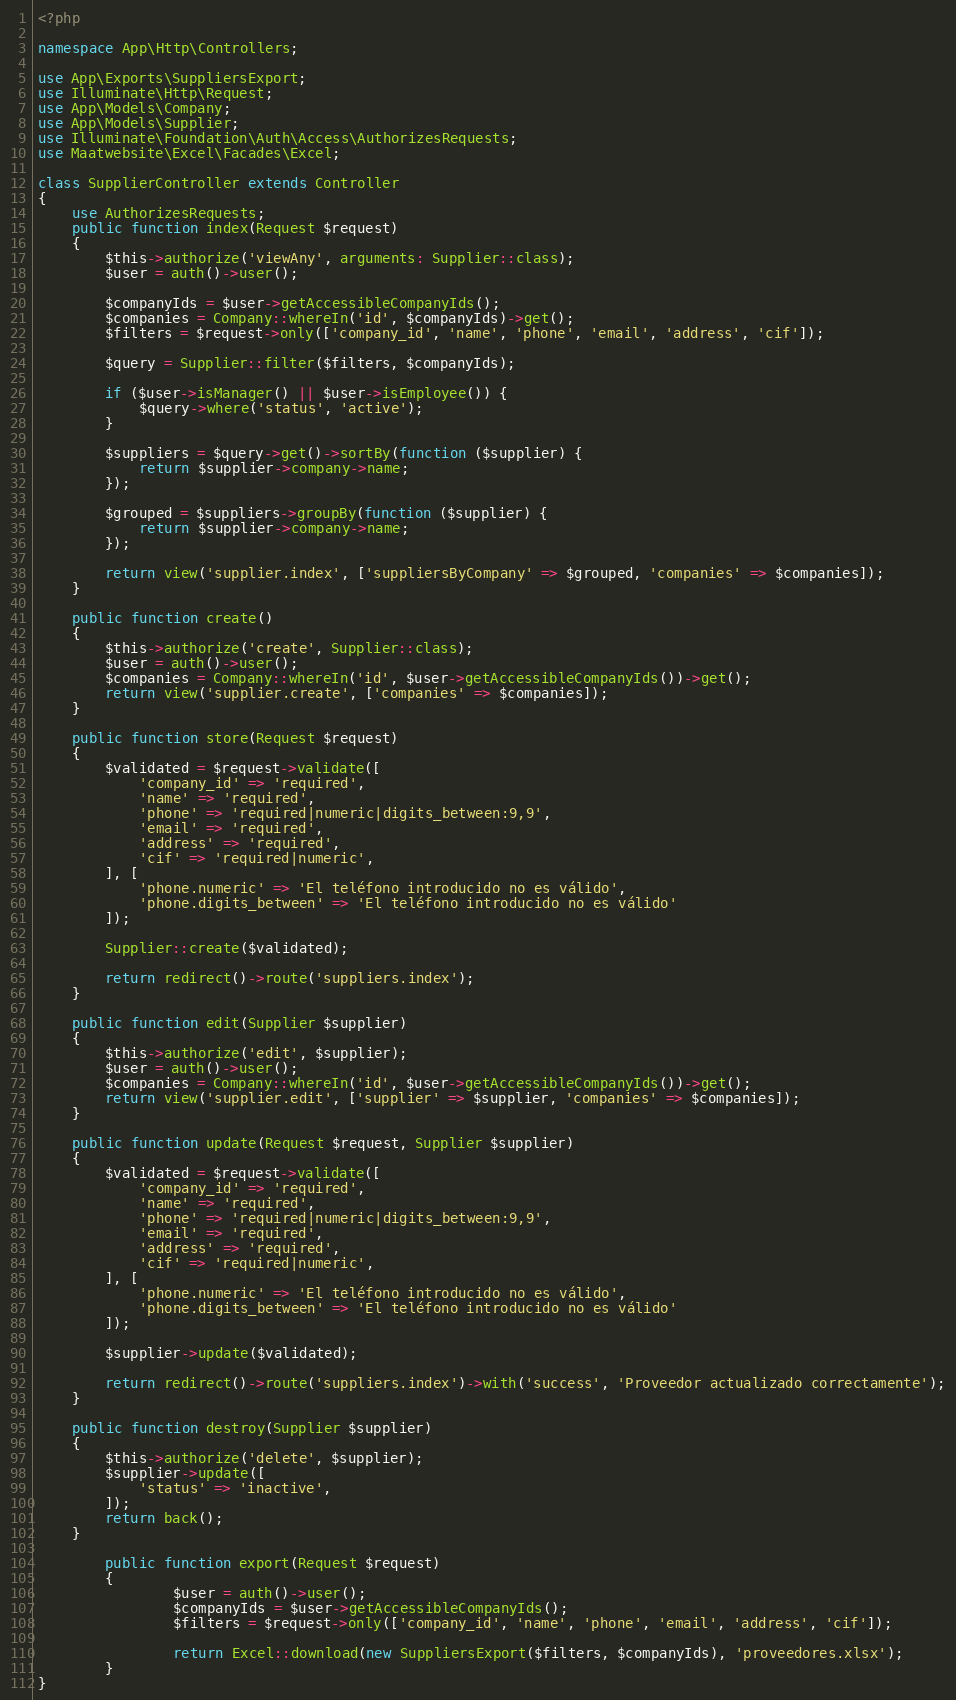 1 <?php
2
3 namespace App\Http\Controllers;
4
5 use App\Exports\SuppliersExport;
6 use Illuminate\Http\Request;
7 use App\Models\Company;
8 use App\Models\Supplier;
9 use Illuminate\Foundation\Auth\Access\AuthorizesRequests;
10 use Maatwebsite\Excel\Facades\Excel;
11
12 class SupplierController extends Controller
13 {
14     use AuthorizesRequests;
15     public function index(Request $request)
16     {
17         $this->authorize('viewAny', arguments: Supplier::class);
18         $user = auth()->user();
19
20         $companyIds = $user->getAccessibleCompanyIds();
21         $companies = Company::whereIn('id', $companyIds)->get();
22         $filters = $request->only(['company_id', 'name', 'phone', 'email', 'address', 'cif']);
23
24         $query = Supplier::filter($filters, $companyIds);
25
26         if ($user->isManager() || $user->isEmployee()) {
27             $query->where('status', 'active');
28         }
29
30         $suppliers = $query->get()->sortBy(function ($supplier) {
31             return $supplier->company->name;
32         });
33
34         $grouped = $suppliers->groupBy(function ($supplier) {
35             return $supplier->company->name;
36         });
37
38         return view('supplier.index', ['suppliersByCompany' => $grouped, 'companies' => $companies]);
39     }
40
41     public function create()
42     {
43         $this->authorize('create', Supplier::class);
44         $user = auth()->user();
45         $companies = Company::whereIn('id', $user->getAccessibleCompanyIds())->get();
46         return view('supplier.create', ['companies' => $companies]);
47     }
48
49     public function store(Request $request)
50     {
51         $validated = $request->validate([
52             'company_id' => 'required',
53             'name' => 'required',
54             'phone' => 'required|numeric|digits_between:9,9',
55             'email' => 'required',
56             'address' => 'required',
57             'cif' => 'required|numeric',
58         ], [
59             'phone.numeric' => 'El teléfono introducido no es válido',
60             'phone.digits_between' => 'El teléfono introducido no es válido'
61         ]);
62
63         Supplier::create($validated);
64
65         return redirect()->route('suppliers.index');
66     }
67
68     public function edit(Supplier $supplier)
69     {
70         $this->authorize('edit', $supplier);
71         $user = auth()->user();
72         $companies = Company::whereIn('id', $user->getAccessibleCompanyIds())->get();
73         return view('supplier.edit', ['supplier' => $supplier, 'companies' => $companies]);
74     }
75
76     public function update(Request $request, Supplier $supplier)
77     {
78         $validated = $request->validate([
79             'company_id' => 'required',
80             'name' => 'required',
81             'phone' => 'required|numeric|digits_between:9,9',
82             'email' => 'required',
83             'address' => 'required',
84             'cif' => 'required|numeric',
85         ], [
86             'phone.numeric' => 'El teléfono introducido no es válido',
87             'phone.digits_between' => 'El teléfono introducido no es válido'
88         ]);
89
90         $supplier->update($validated);
91
92         return redirect()->route('suppliers.index')->with('success', 'Proveedor actualizado correctamente');
93     }
94
95     public function destroy(Supplier $supplier)
96     {
97         $this->authorize('delete', $supplier);
98         $supplier->update([
99             'status' => 'inactive',
100         ]);
101         return back();
102     }
103
104         public function export(Request $request)
105         {
106                 $user = auth()->user();
107                 $companyIds = $user->getAccessibleCompanyIds();
108                 $filters = $request->only(['company_id', 'name', 'phone', 'email', 'address', 'cif']);
109
110                 return Excel::download(new SuppliersExport($filters, $companyIds), 'proveedores.xlsx');
111         }
112 }